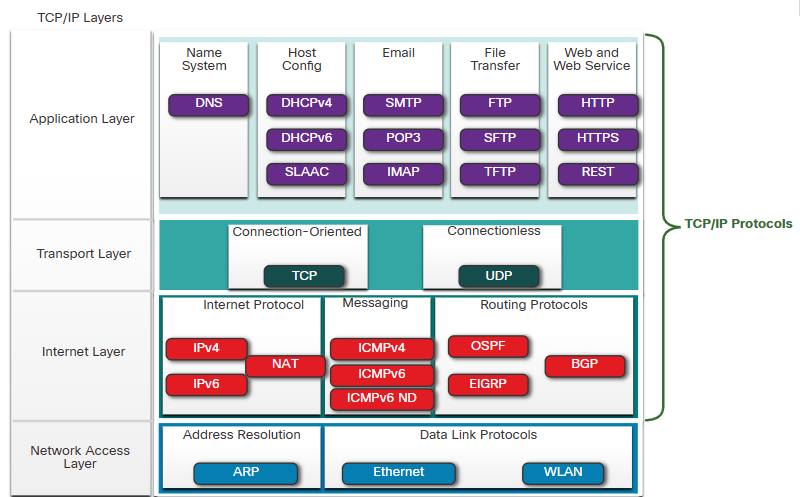 TCP/IP Layers
Application Layer
Name
System
DNS
Host
Config
DHCPv4
DHCPv6
SLAAC
Email
SMTP
POP3
IMAP
File
Transfer
FTP
SFTP
TFTP
Web and
Web Service
HTTP
HTTPS
REST
TCP/IP Protocols
Transport Layer
Connection-Oriented
TCP
Connectionless
UDP
Internet Layer
Internet Protocol
IPv4
NAT
IPv6
Messaging
ICMPv4
ICMPv6
ICMPv6 ND
Routing Protocols
OSPF
BGP
EIGRP
Network Access
Layer
Address Resolution
ARP
Data Link Protocols
Ethernet
WLAN